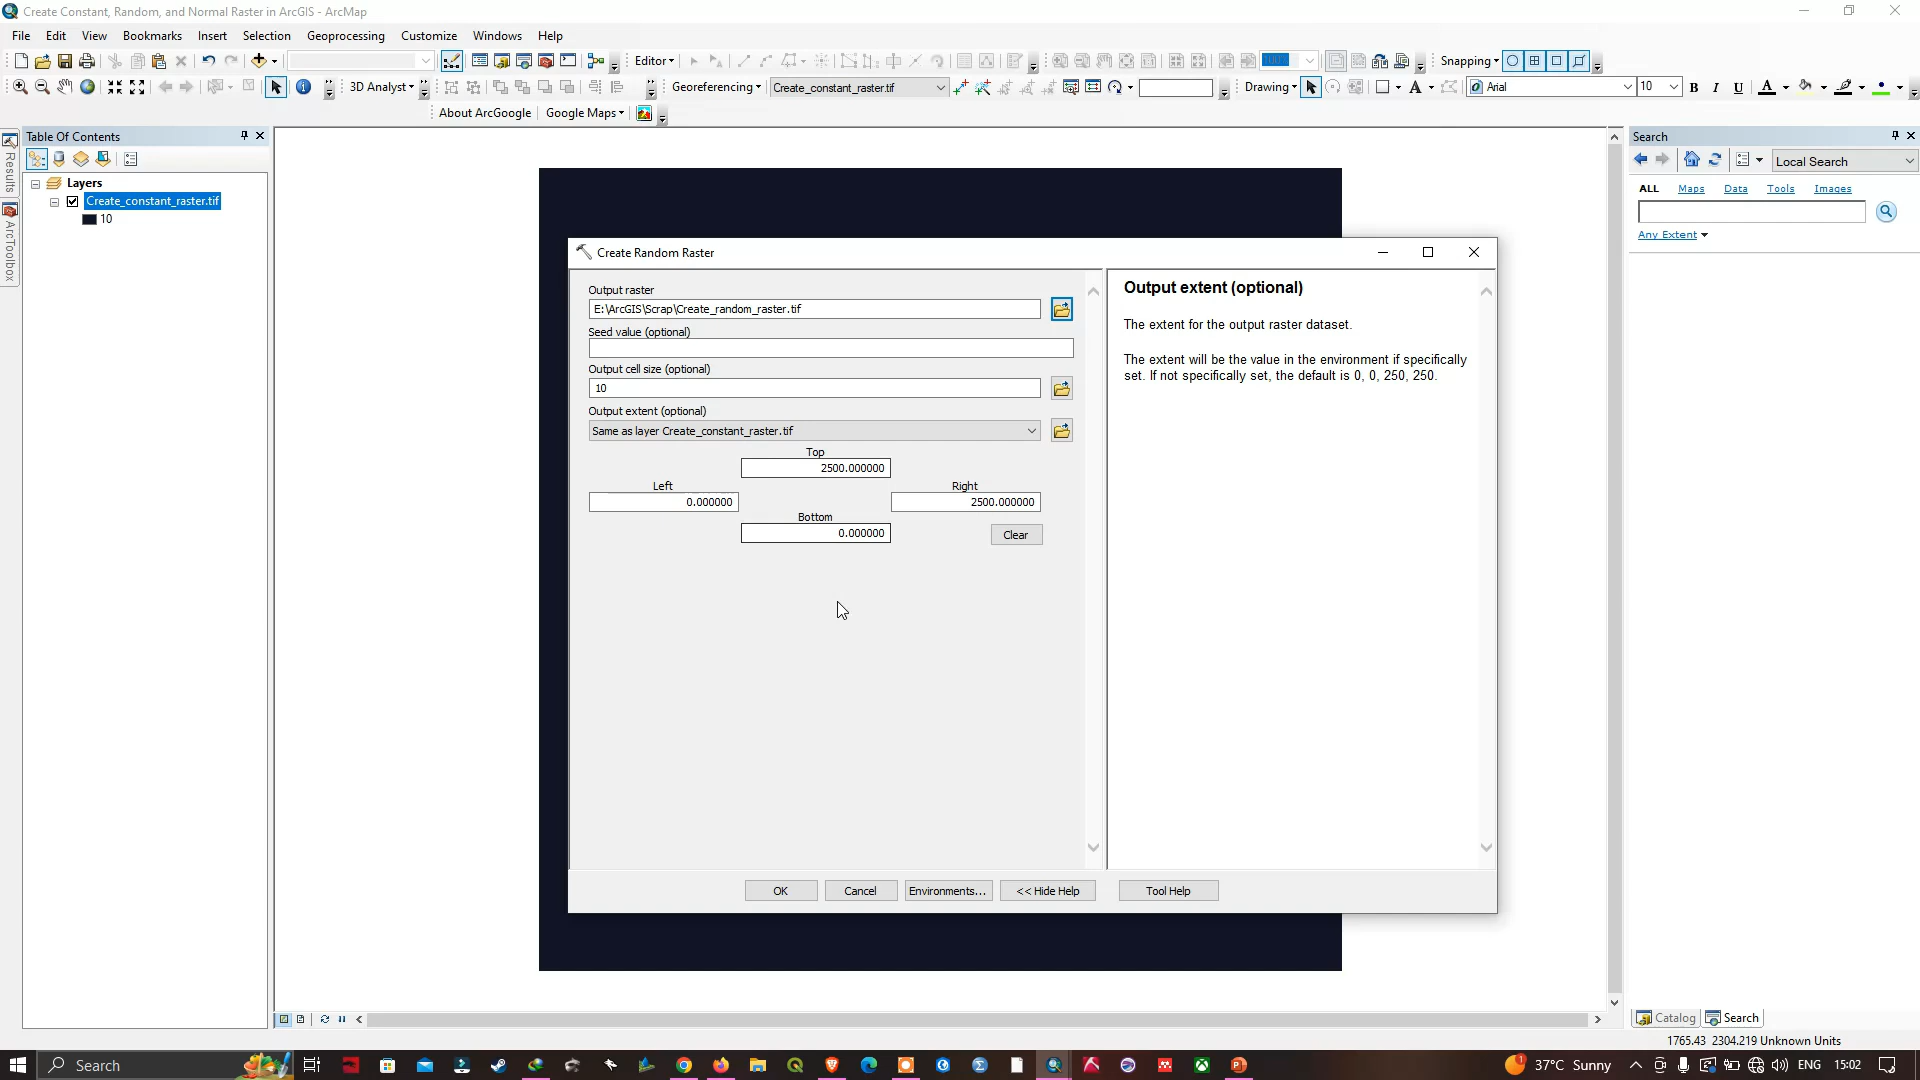 Create Constant, Random, and Normal Raster in ArcGIS - ArcMap
File Edit View Bookmarks Insert Selection Geoprocessing Customize Windows Help
Editor
100%
Snapping
3D Analyst
Georeferencing
Create_constant_raster.tif
Drawing
A
Arial
10
B I U A
About ArcGoogle Google Maps
Table Of Contents
Results
ArcToolbox
Layers
Create_constant_raster.tif
10
Create Random Raster
Output raster
E:\ArcGIS\Scrap\Create_random_raster.tif
Seed value (optional)
Output cell size (optional)
10
Output extent (optional)
Same as layer Create_constant_raster.tif
Top
2500.000000
Left
Right
0.000000
2500.000000
Bottom
0.000000
Clear
OK
Cancel
Environments...
<< Hide Help
Tool Help
Output extent (optional)
The extent for the output raster dataset.
The extent will be the value in the environment if specifically
set. If not specifically set, the default is 0, 0, 250, 250.
Search
Local Search
ALL Maps Data Tools Images
Any Extent
Catalog
Search
1765.43 2304.219 Unknown Units
Search
1
37°C Sunny
ENG
15:02